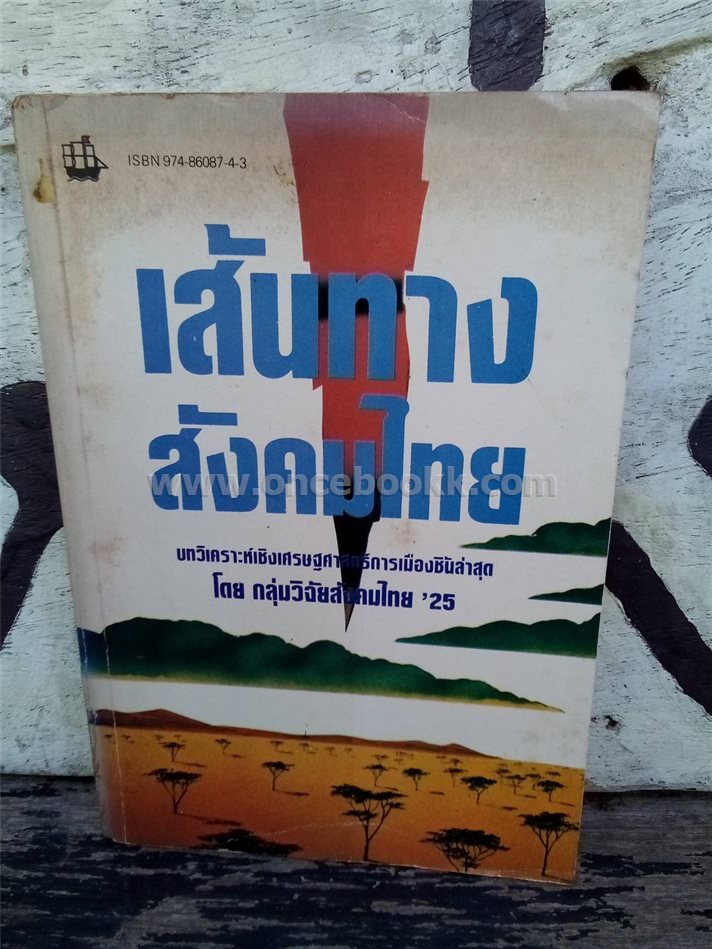 ISBN 974-86087-4-3
เส้นทาง
สังคมไทย
www.oncebookk.com
บทวิเคราะห์เชิงเศรษฐศาสตร์การเมืองชิ้นล่าสุด
โดย กลุ่มวิจัยสังคมไทย ’25